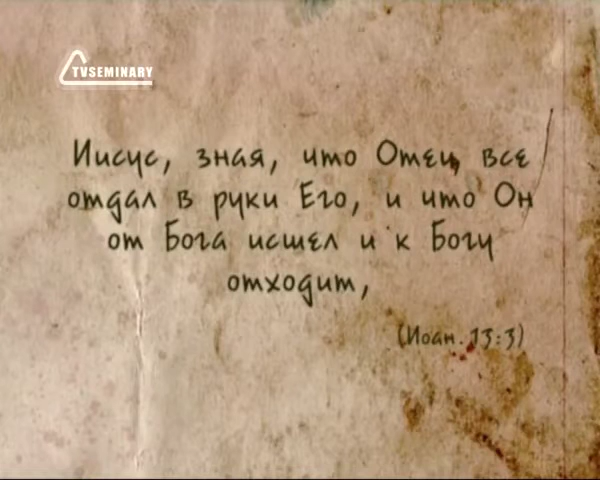 TVSEMINARY
Иисус, зная, что Отец все
отдал в руки Его, и что Он
от Бога исшел и к Богу
отходит,
(Иоан. 13:3)